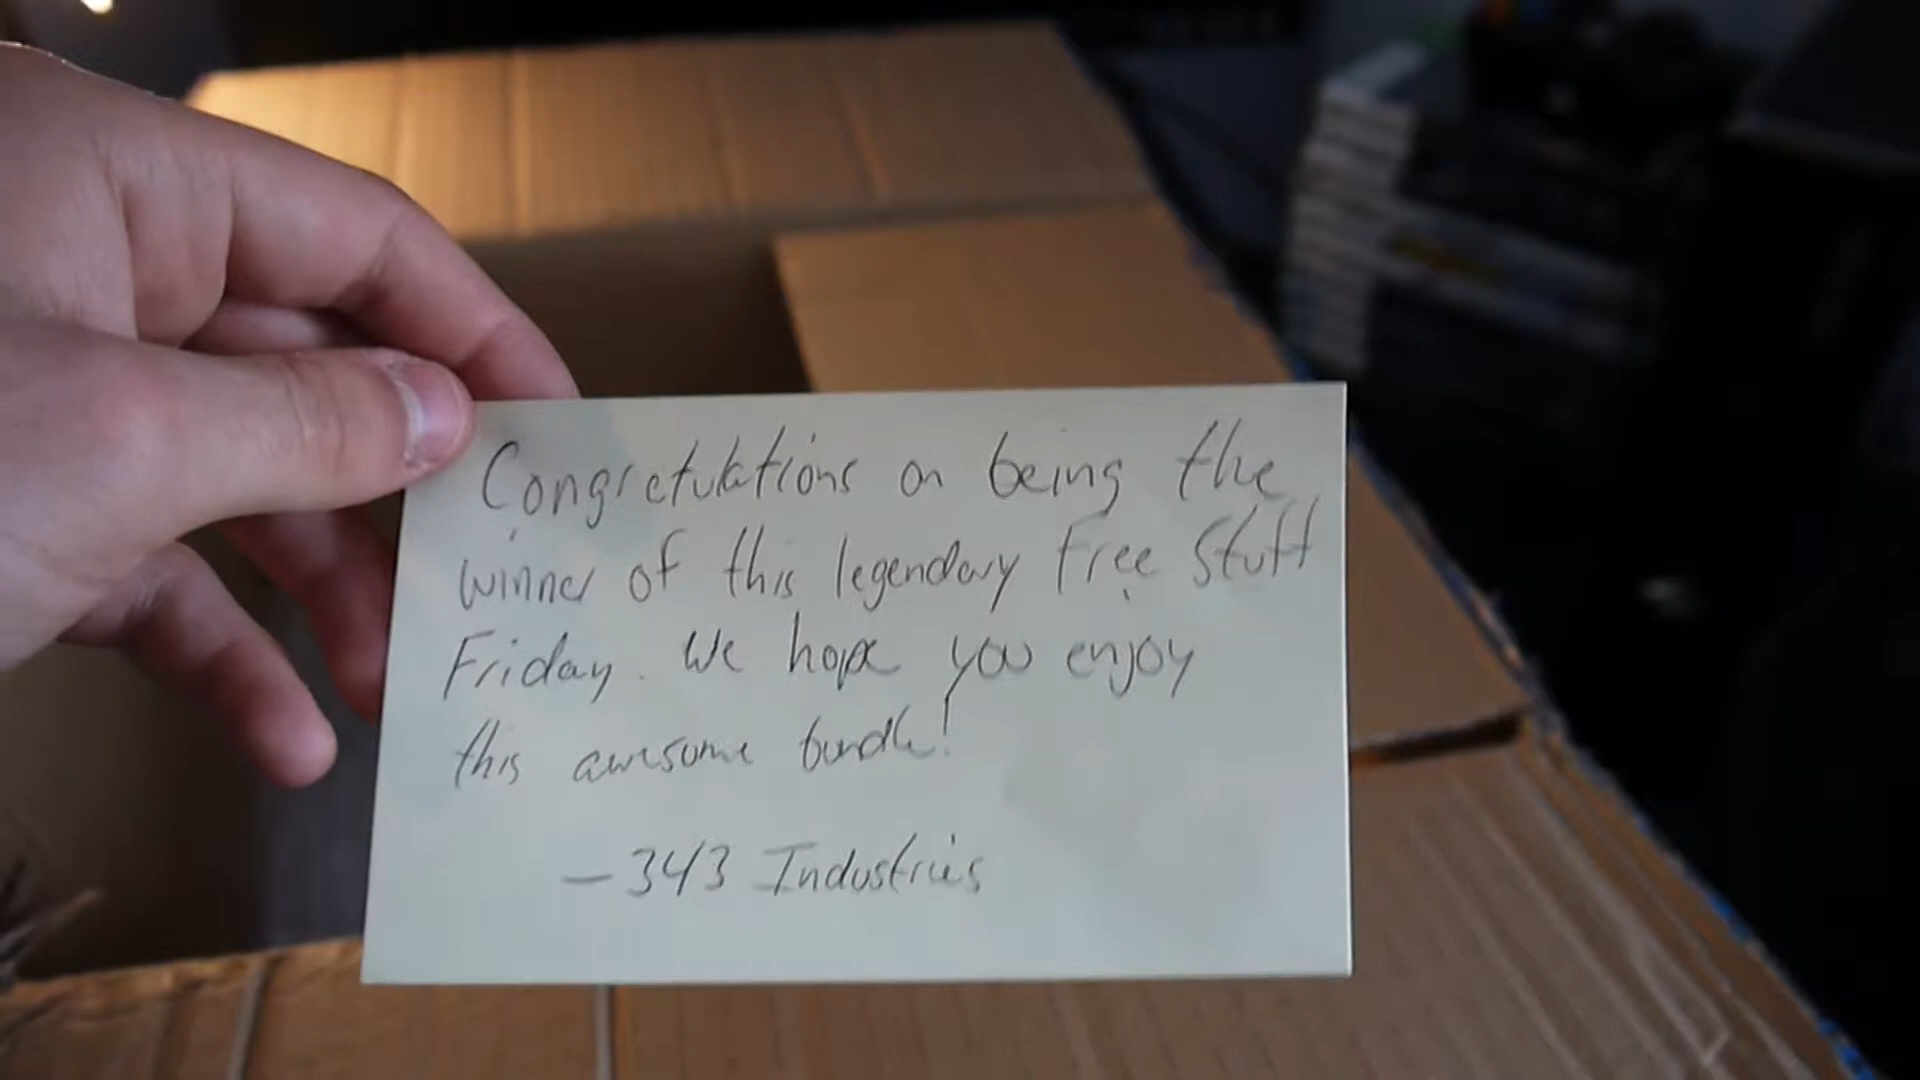 Congratulations on being the
winner of this legendary Free Stuff
Friday. We hope you enjoy
this awesome bundle!
—343 Industries